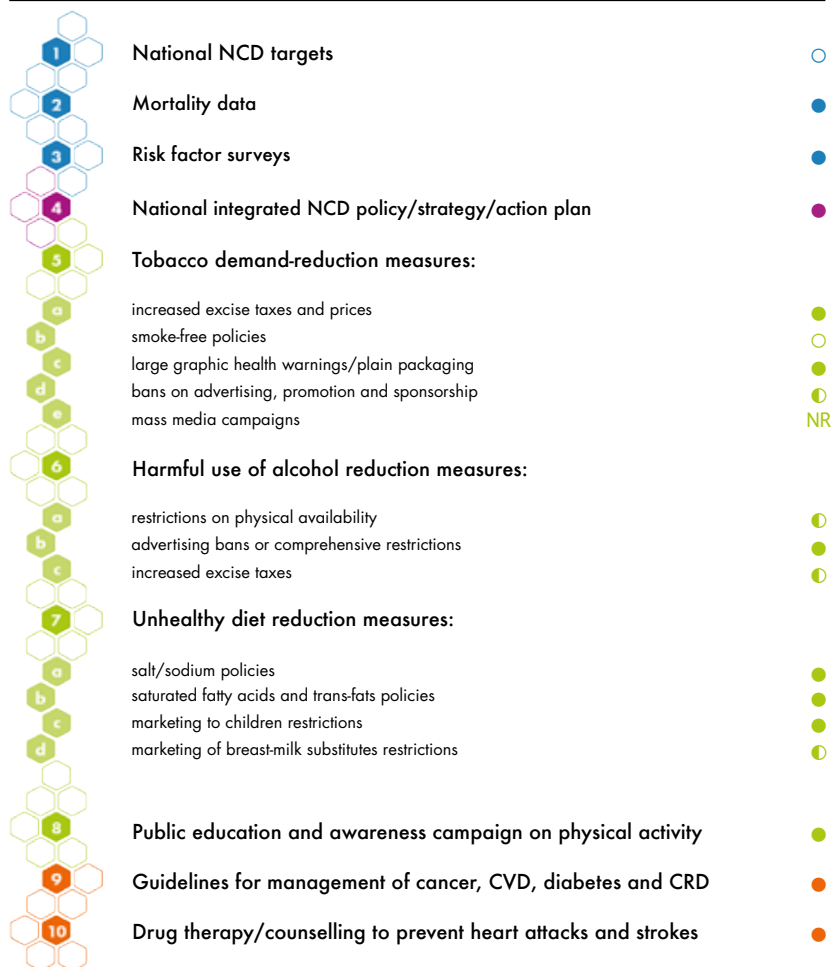 1 National NCD targets ○
2 Mortality data ●
3 Risk factor surveys ●
4 National integrated NCD policy/strategy/action plan ●
5 Tobacco demand-reduction measures:
a increased excise taxes and prices ●
b smoke-free policies ○
c large graphic health warnings/plain packaging ●
d bans on advertising, promotion and sponsorship ◐
e mass media campaigns NR
6 Harmful use of alcohol reduction measures:
a restrictions on physical availability ◐
b advertising bans or comprehensive restrictions ●
c increased excise taxes ◐
7 Unhealthy diet reduction measures:
a salt/sodium policies ●
b saturated fatty acids and trans-fats policies ●
c marketing to children restrictions ●
d marketing of breast-milk substitutes restrictions ◐
8 Public education and awareness campaign on physical activity ●
9 Guidelines for management of cancer, CVD, diabetes and CRD ●
10 Drug therapy/counselling to prevent heart attacks and strokes ●